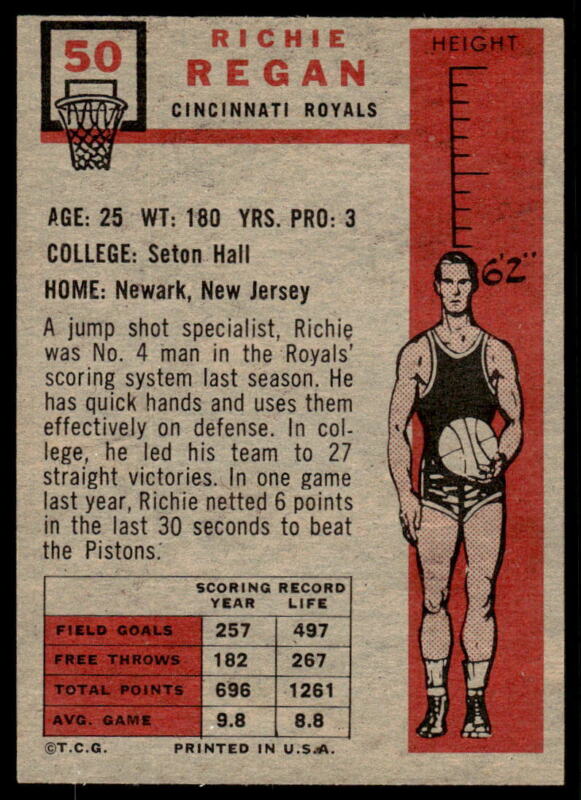 50
RICHIE
REGAN
CINCINNATI ROYALS
HEIGHT
6'2"
AGE: 25 WT: 180 YRS. PRO: 3
COLLEGE: Seton Hall
HOME: Newark, New Jersey
A jump shot specialist, Richie
was No. 4 man in the Royals'
scoring system last season. He
has quick hands and uses them
effectively on defense. In col-
lege, he led his team to 27
straight victories. In one game
last year, Richie netted 6 points
in the last 30 seconds to beat
the Pistons.
SCORING RECORD
YEAR LIFE
FIELD GOALS 257 497
FREE THROWS 182 267
TOTAL POINTS 696 1261
AVG. GAME 9.8 8.8
©T.C.G. PRINTED IN U.S.A.